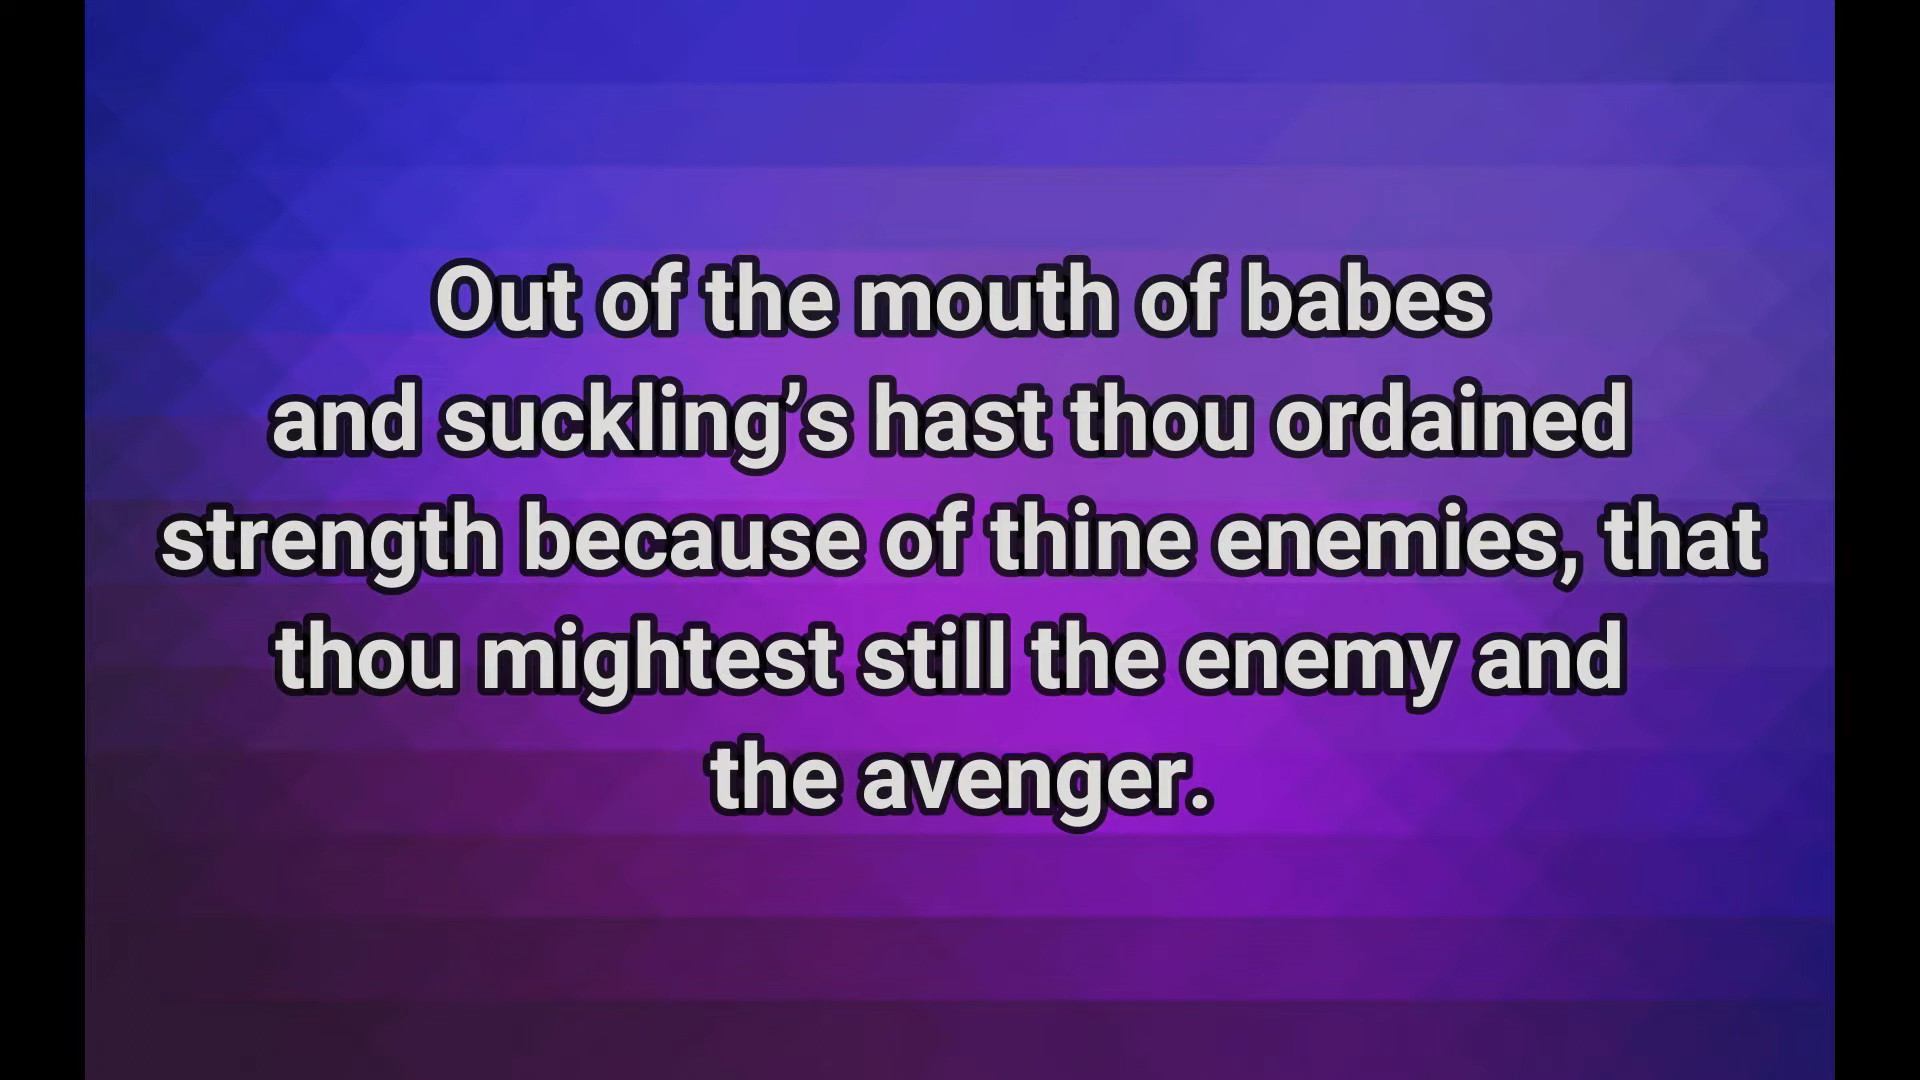 Out of the mouth of babes
and suckling’s hast thou ordained
strength because of thine enemies, that
thou mightest still the enemy and
the avenger.